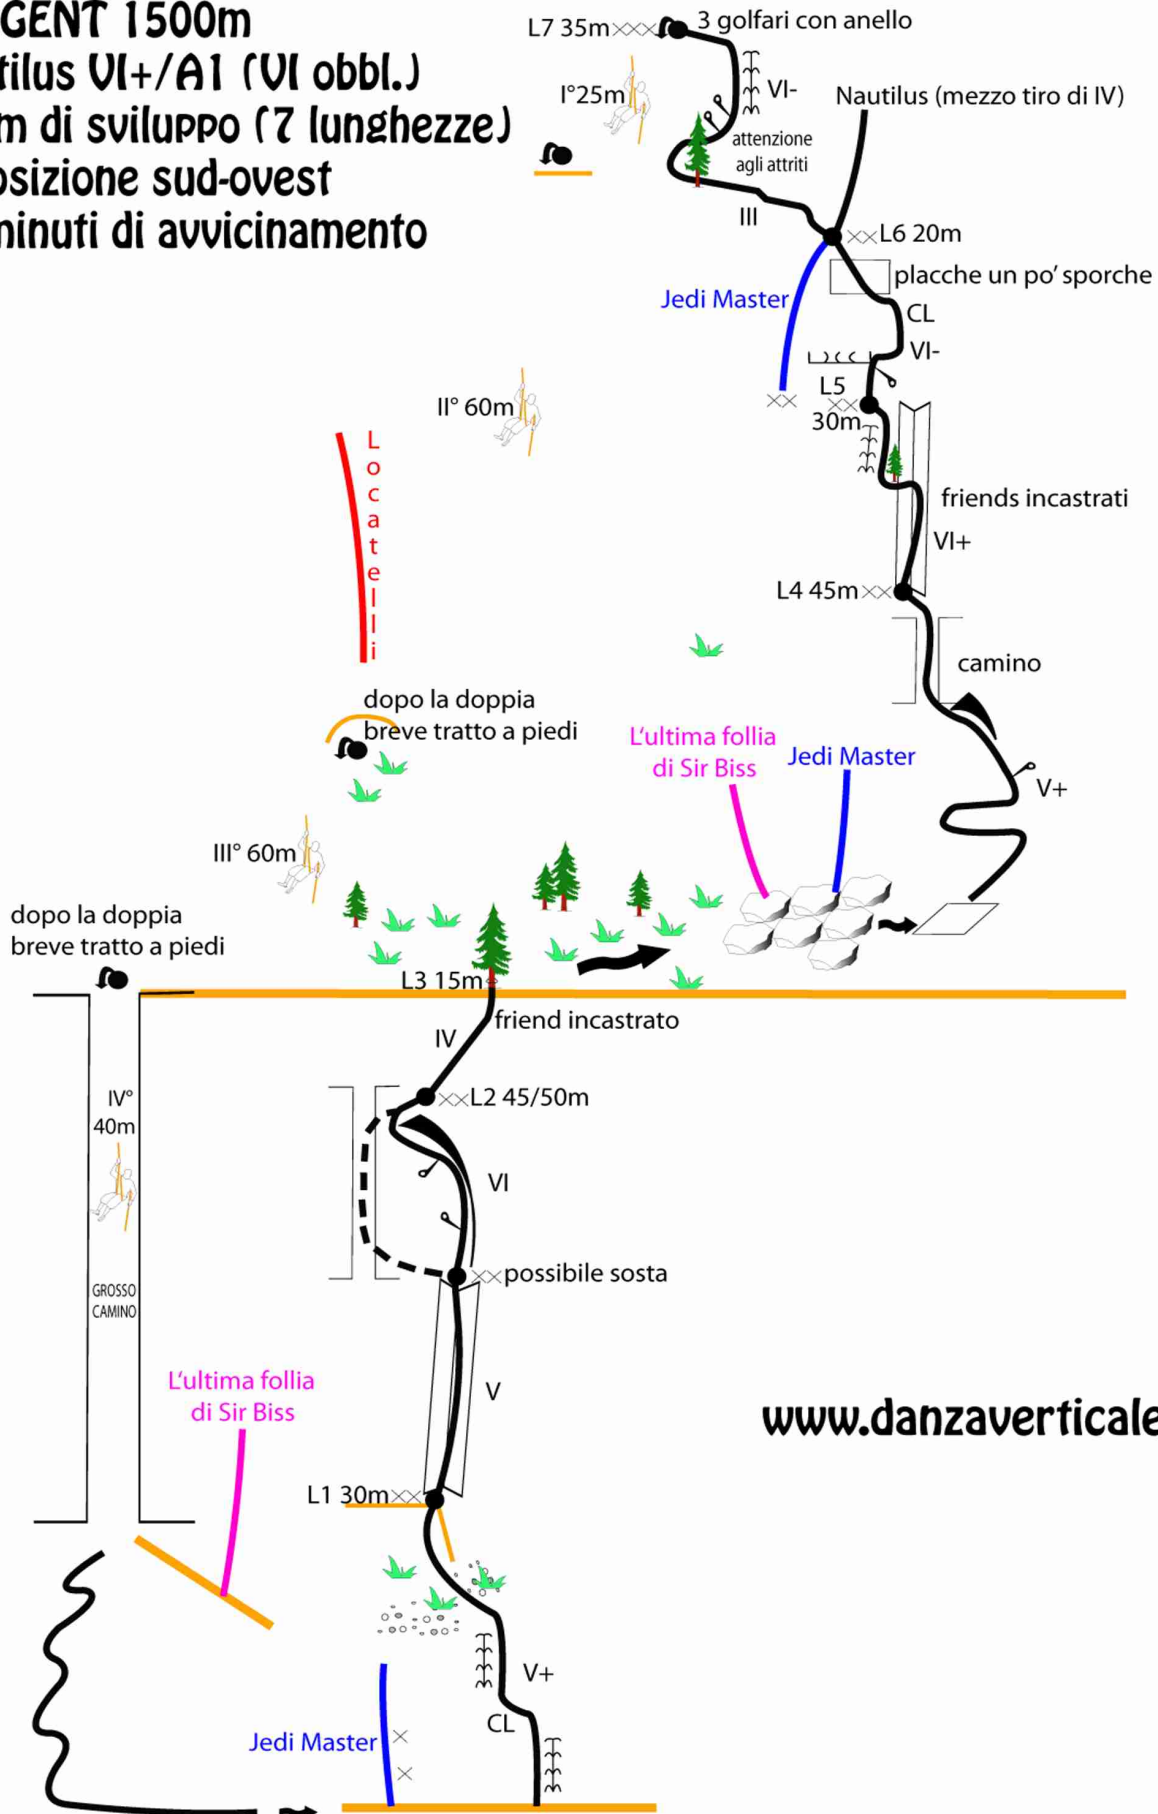 GENT 1500m
tilus VI+/A1 (VI obbl.)
m di sviluppo (7 lunghezze)
osizione sud-ovest
minuti di avvicinamento
L7 35m
3 golfari con anello
I°25m
VI-
Nautilus (mezzo tiro di IV)
attenzione
agli attriti
III
L6 20m
placche un po' sporche
Jedi Master
CL
VI-
L5
30m
II° 60m
Locatelli
friends incastrati
VI+
L4 45m
camino
dopo la doppia
breve tratto a piedi
L'ultima follia
di Sir Biss
Jedi Master
V+
III° 60m
dopo la doppia
breve tratto a piedi
L3 15m
friend incastrato
IV
IV°
40m
L2 45/50m
VI
possibile sosta
GROSSO
CAMINO
L'ultima follia
di Sir Biss
V
www.danzaverticale
L1 30m
V+
CL
Jedi Master